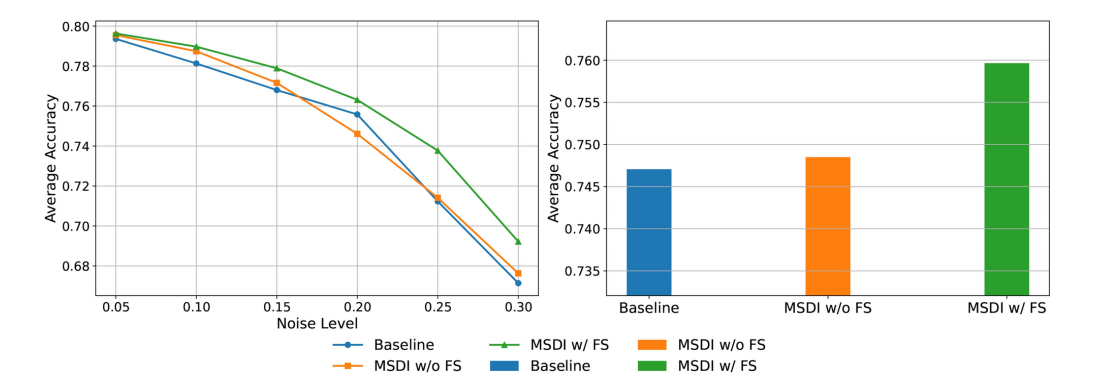 Average Accuracy
0.80
0.78
0.76
0.74
0.72
0.70
0.68
0.05 0.10 0.15 0.20 0.25 0.30
Noise Level
Average Accuracy
0.760
0.755
0.750
0.745
0.740
0.735
Baseline MSDI w/o FS MSDI w/ FS
Baseline MSDI w/ FS MSDI w/o FS
MSDI w/o FS Baseline MSDI w/ FS